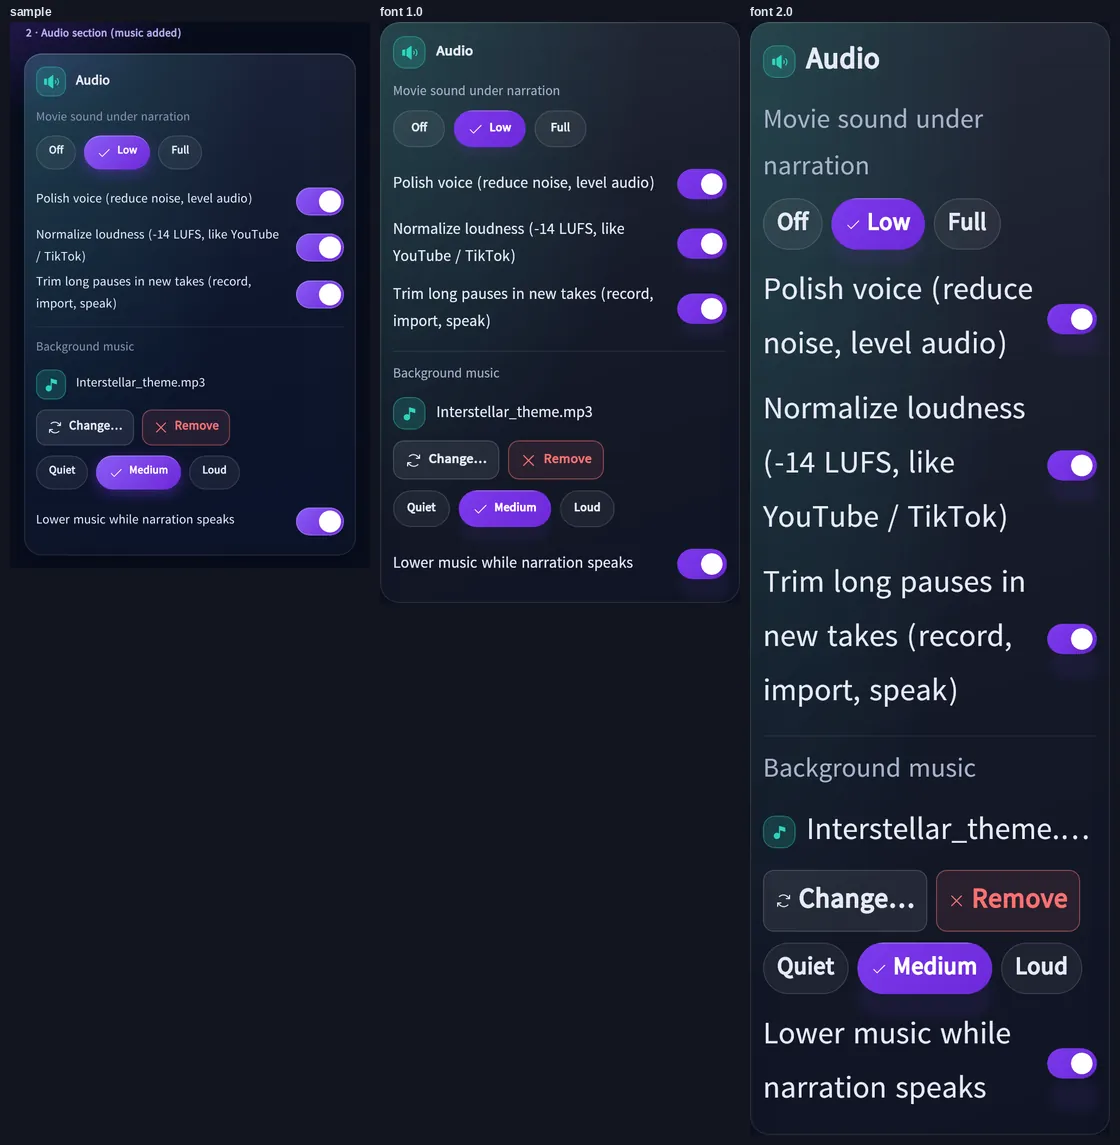 sample
2 · Audio section (music added)
Audio
Movie sound under narration
Off
Low
Full
Polish voice (reduce noise, level audio)
Normalize loudness (-14 LUFS, like YouTube
/ TikTok)
Trim long pauses in new takes (record,
import, speak)
Background music
Interstellar_theme.mp3
Change...
Remove
Quiet
Medium
Loud
Lower music while narration speaks
font 1.0
Audio
Movie sound under narration
Off
Low
Full
Polish voice (reduce noise, level audio)
Normalize loudness (-14 LUFS, like
YouTube / TikTok)
Trim long pauses in new takes (record,
import, speak)
Background music
Interstellar_theme.mp3
Change...
Remove
Quiet
Medium
Loud
Lower music while narration speaks
font 2.0
Audio
Movie sound under
narration
Off
Low
Full
Polish voice (reduce
noise, level audio)
Normalize loudness
(-14 LUFS, like
YouTube / TikTok)
Trim long pauses in
new takes (record,
import, speak)
Background music
Interstellar_theme....
Change...
Remove
Quiet
Medium
Loud
Lower music while
narration speaks